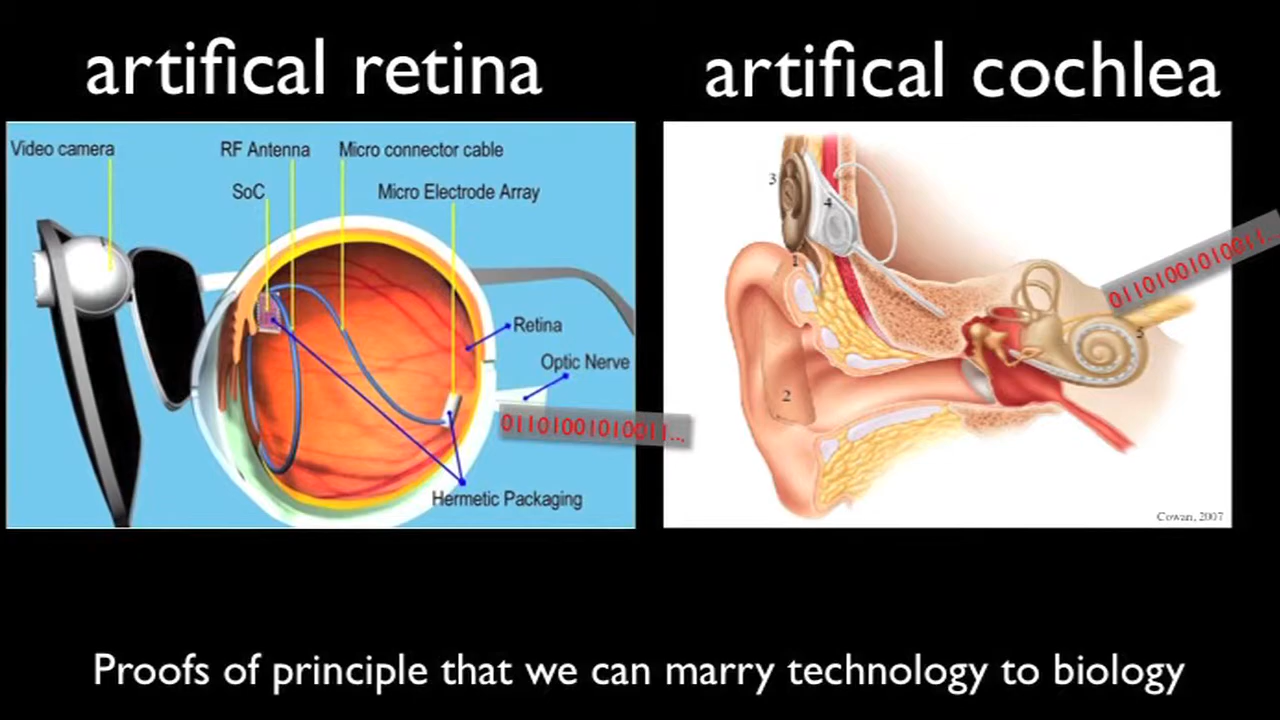 artifical retina
artifical cochlea
Video camera
RF Antenna
Micro connector cable
SoC
Micro Electrode Array
Retina
Optic Nerve
01101001010011...
Hermetic Packaging
3
4
1
2
5
01101001010011...
Cowan, 2007
Proofs of principle that we can marry technology to biology